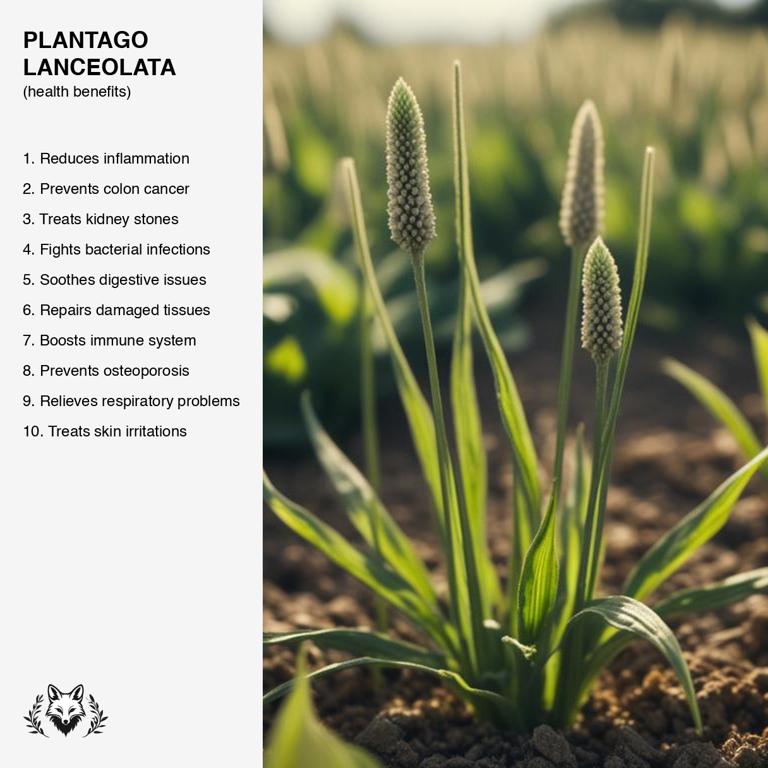 PLANTAGO
LANCEOLATA
(health benefits)
1. Reduces inflammation
2. Prevents colon cancer
3. Treats kidney stones
4. Fights bacterial infections
5. Soothes digestive issues
6. Repairs damaged tissues
7. Boosts immune system
8. Prevents osteoporosis
9. Relieves respiratory problems
10. Treats skin irritations